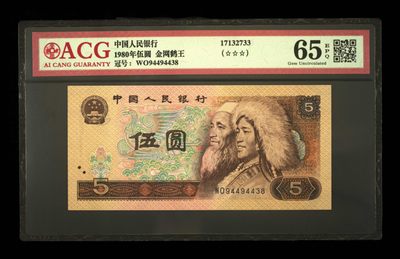 ACG
AI CANG GUARANTY
中国人民银行
1980年伍圆 金网鹤王
冠号: WO94494438
17132733
(☆☆☆)
65 EPQ
Gem Uncirculated
中国人民银行
5
伍圆
WO94494438
5
5